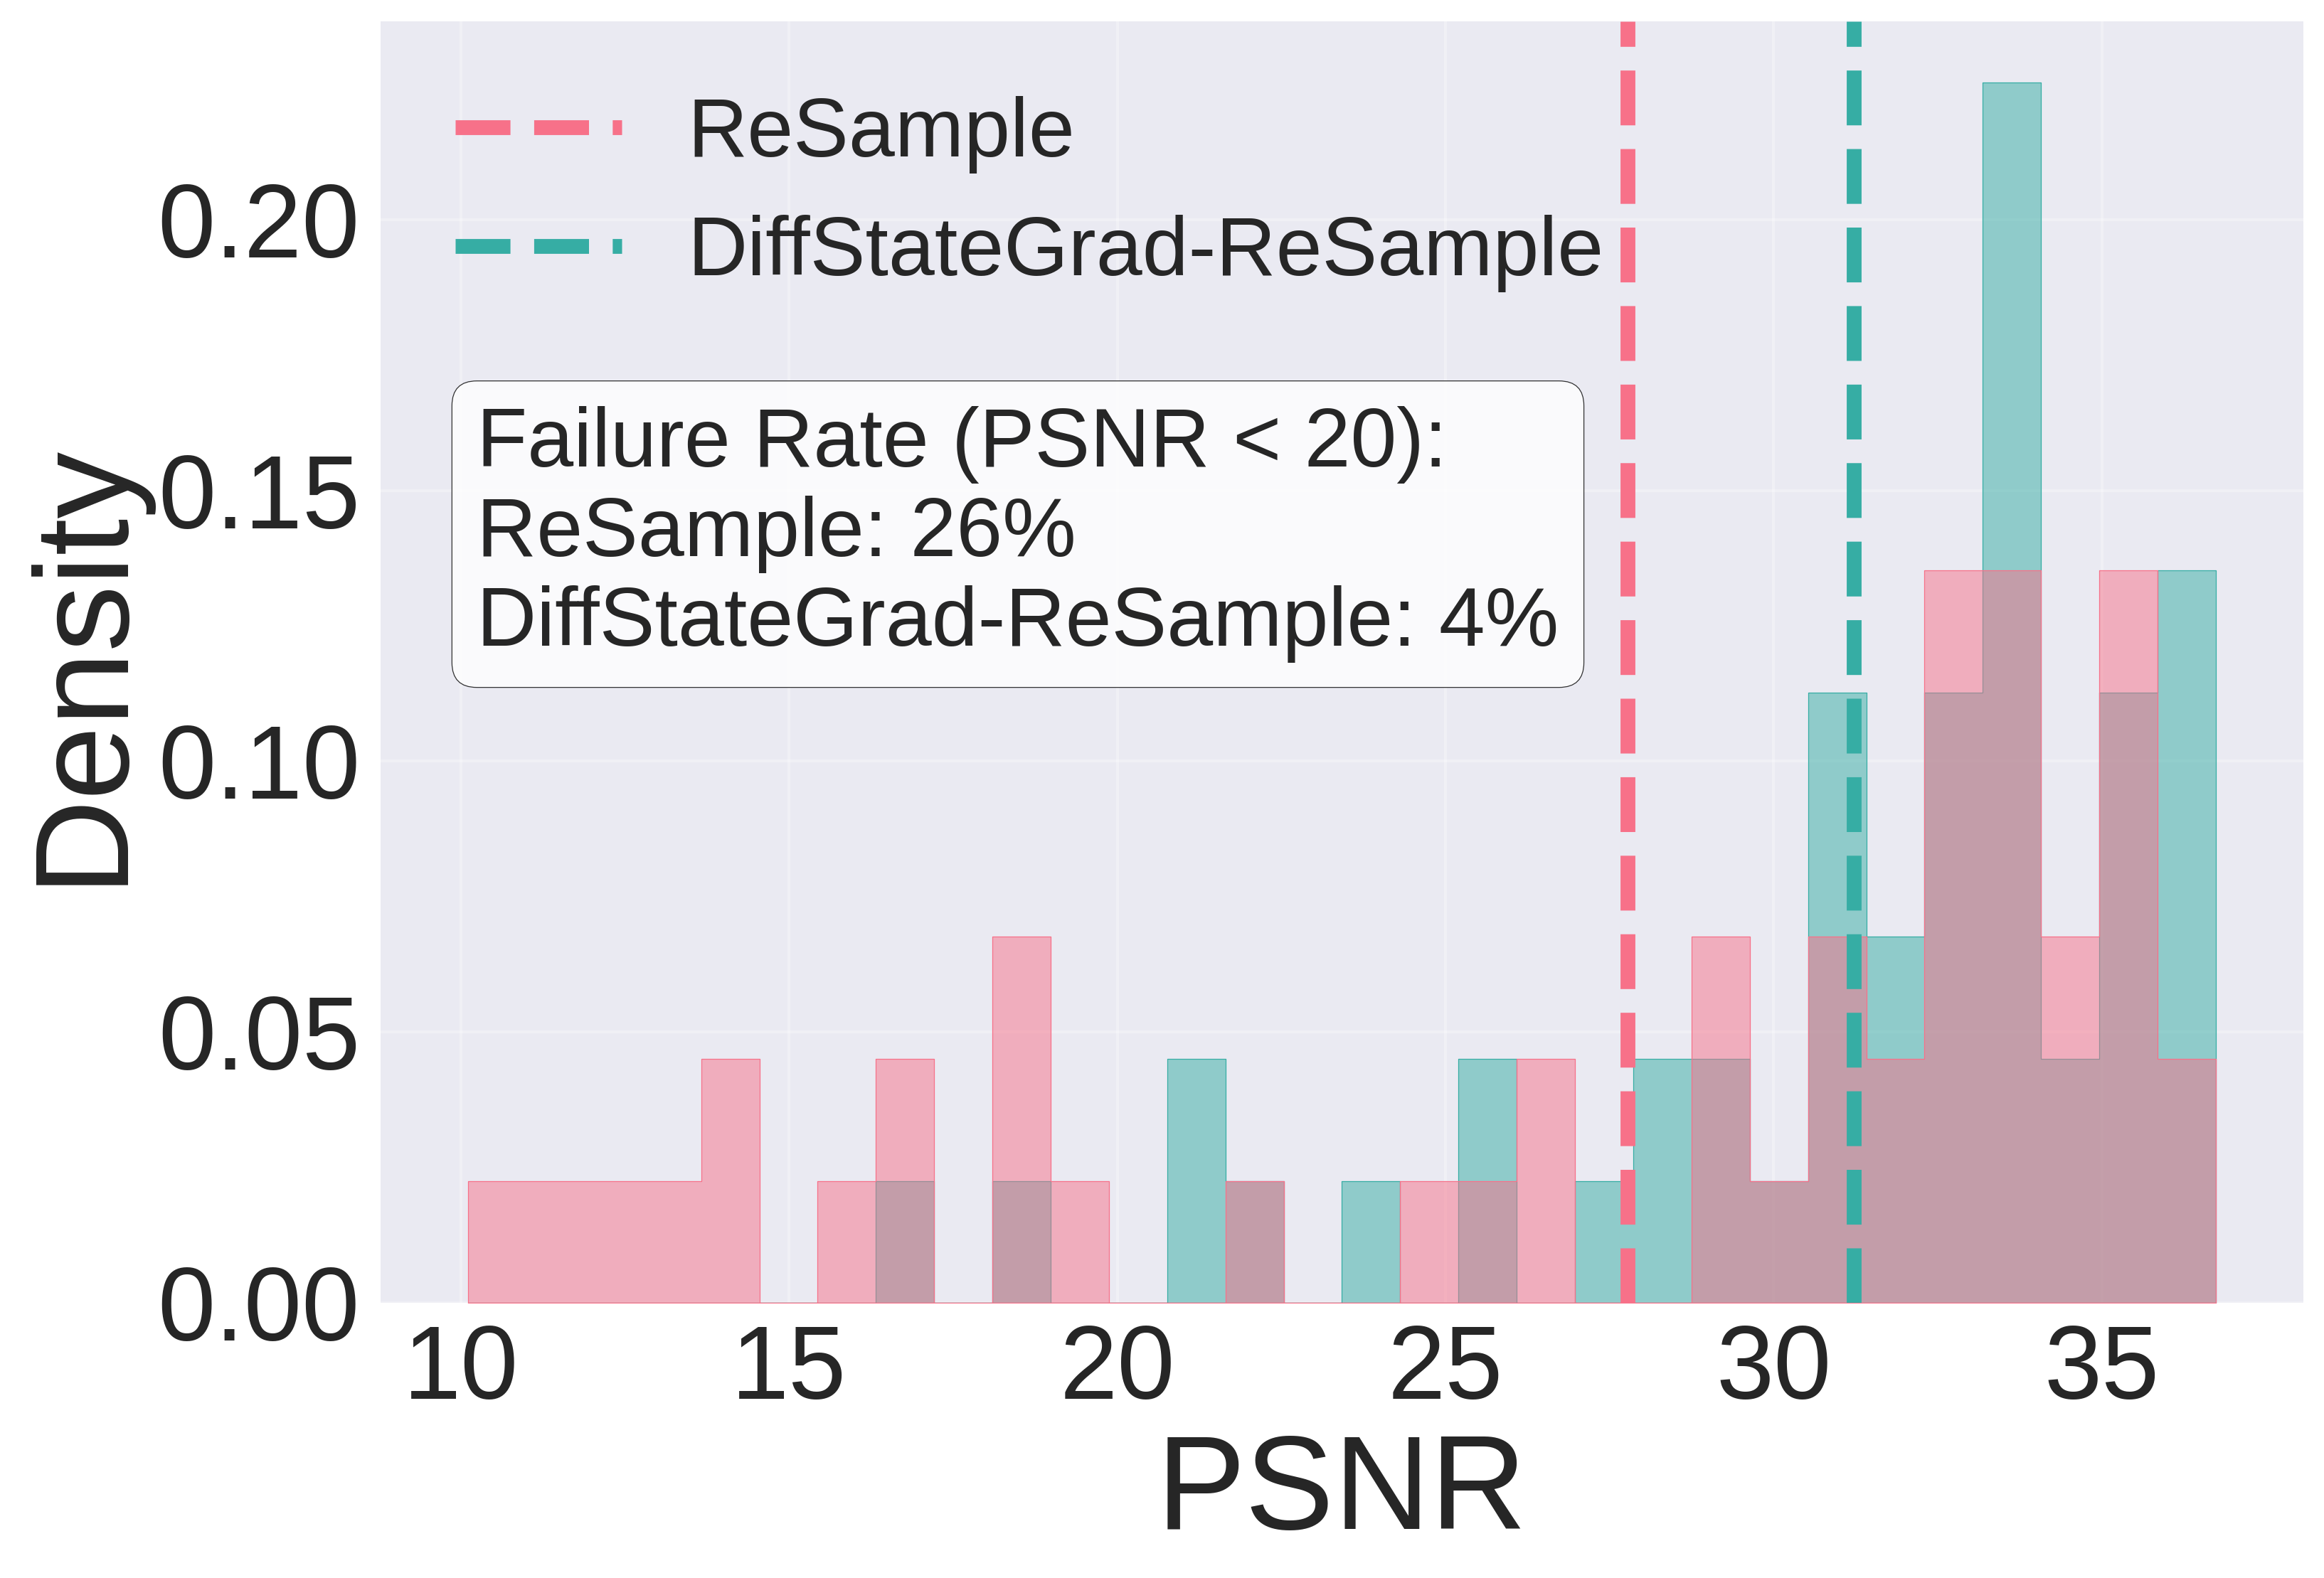 ReSample
DiffStateGrad-ReSample
Failure Rate (PSNR < 20):
ReSample: 26%
DiffStateGrad-ReSample: 4%
Density
0.20
0.15
0.10
0.05
0.00
10 15 20 25 30 35
PSNR